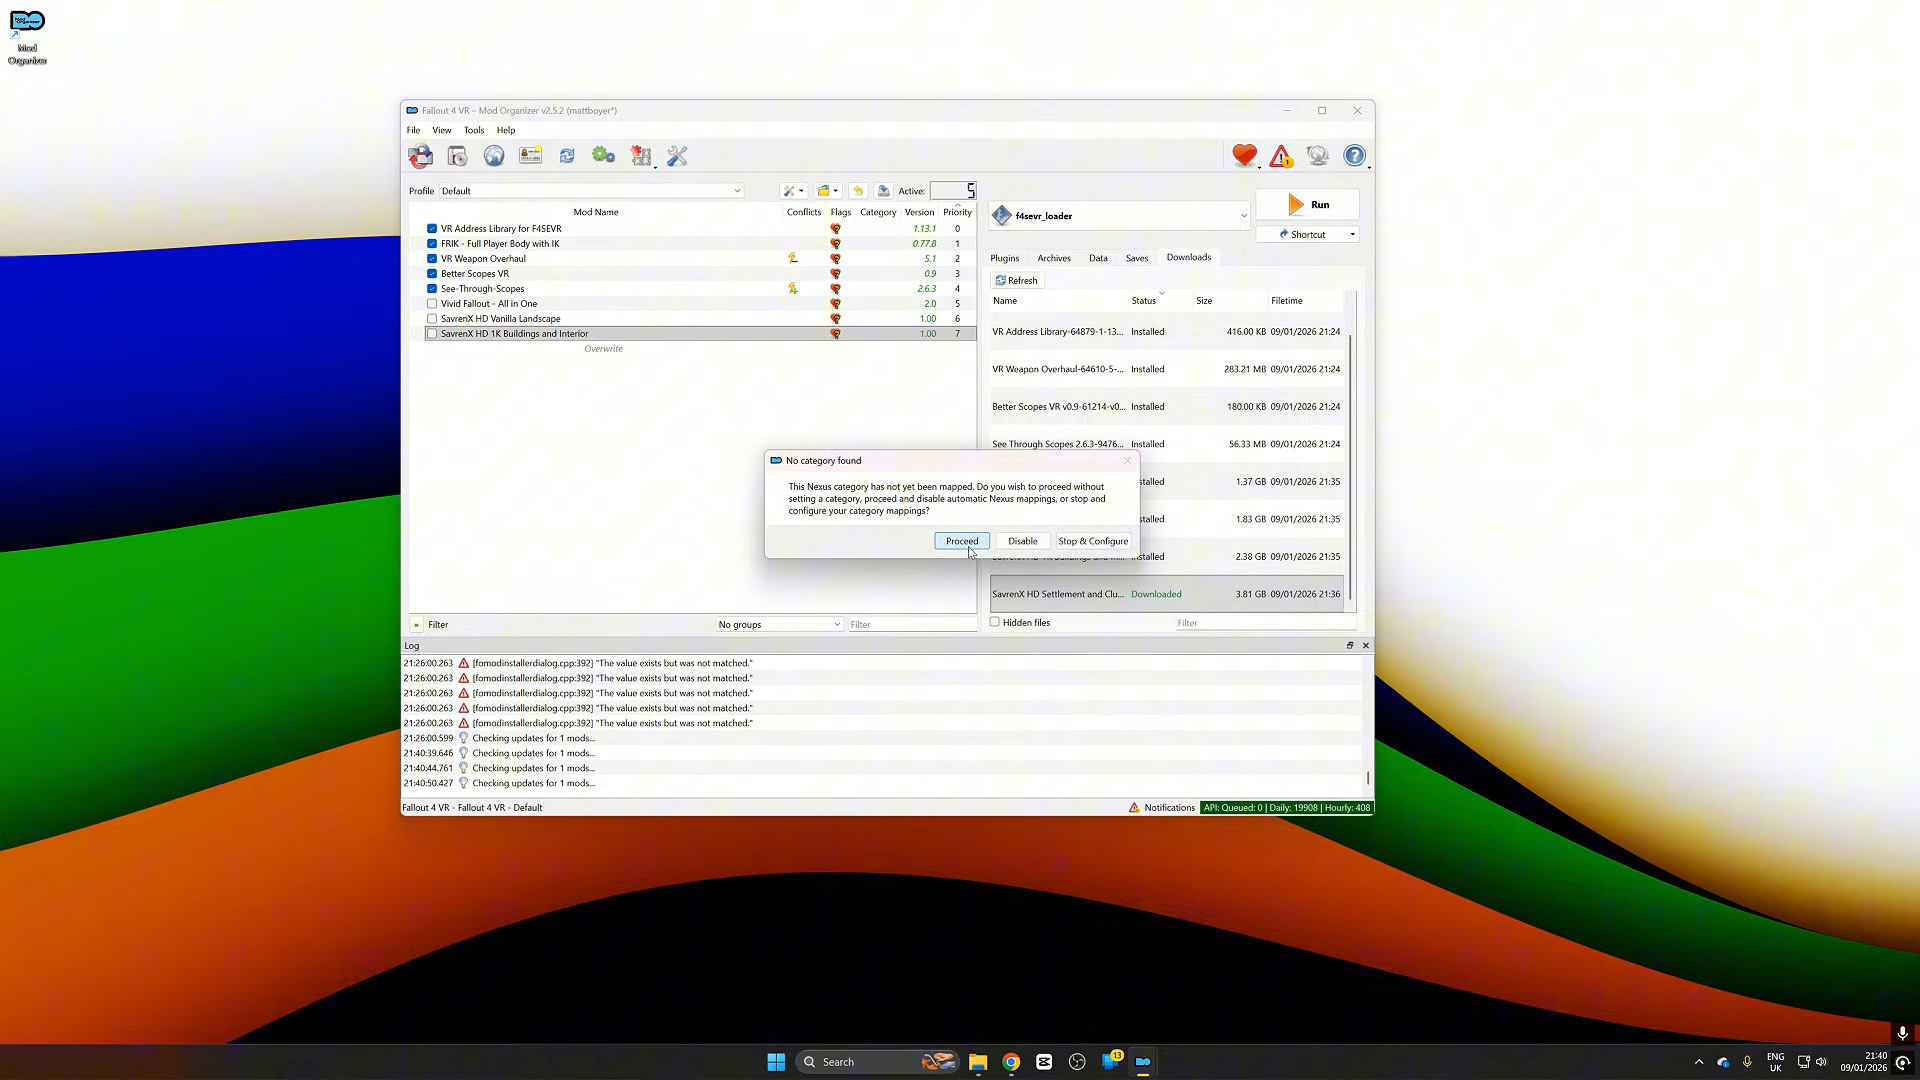 Mod
Organizer
Fallout 4 VR – Mod Organizer v2.5.2 (mattboyer*)
File View Tools Help
Profile Default Active: 5
Mod Name Conflicts Flags Category Version Priority
VR Address Library for F4SEVR 1.13.1 0
FRIK - Full Player Body with IK 0.77.8 1
VR Weapon Overhaul 5.1 2
Better Scopes VR 0.9 3
See-Through-Scopes 2.6.3 4
Vivid Fallout - All in One 2.0 5
SavrenX HD Vanilla Landscape 1.00 6
SavrenX HD 1K Buildings and Interior 1.00 7
Overwrite
f4sevr_loader
Run
Shortcut
Plugins Archives Data Saves Downloads
Refresh
Name Status Size Filetime
VR Address Library-64879-1-13... Installed 416.00 KB 09/01/2026 21:24
VR Weapon Overhaul-64610-5-... Installed 283.21 MB 09/01/2026 21:24
Better Scopes VR v0.9-61214-v0... Installed 180.00 KB 09/01/2026 21:24
See Through Scopes 2.6.3-9476... Installed 56.33 MB 09/01/2026 21:24
stalled 1.37 GB 09/01/2026 21:35
stalled 1.83 GB 09/01/2026 21:35
stalled 2.38 GB 09/01/2026 21:35
SavrenX HD Settlement and Clu... Downloaded 3.81 GB 09/01/2026 21:36
No category found
This Nexus category has not yet been mapped. Do you wish to proceed without
setting a category, proceed and disable automatic Nexus mappings, or stop and
configure your category mappings?
Proceed Disable Stop & Configure
» Filter No groups Filter
Hidden files Filter
Log
21:26:00.263 [fomodinstallerdialog.cpp:392] "The value exists but was not matched."
21:26:00.263 [fomodinstallerdialog.cpp:392] "The value exists but was not matched."
21:26:00.263 [fomodinstallerdialog.cpp:392] "The value exists but was not matched."
21:26:00.263 [fomodinstallerdialog.cpp:392] "The value exists but was not matched."
21:26:00.263 [fomodinstallerdialog.cpp:392] "The value exists but was not matched."
21:26:00.599 Checking updates for 1 mods...
21:40:39.646 Checking updates for 1 mods...
21:40:44.761 Checking updates for 1 mods...
21:40:50.427 Checking updates for 1 mods...
Fallout 4 VR - Fallout 4 VR - Default Notifications API: Queued: 0 | Daily: 19908 | Hourly: 408
Search
13
ENG
UK
21:40
09/01/2026